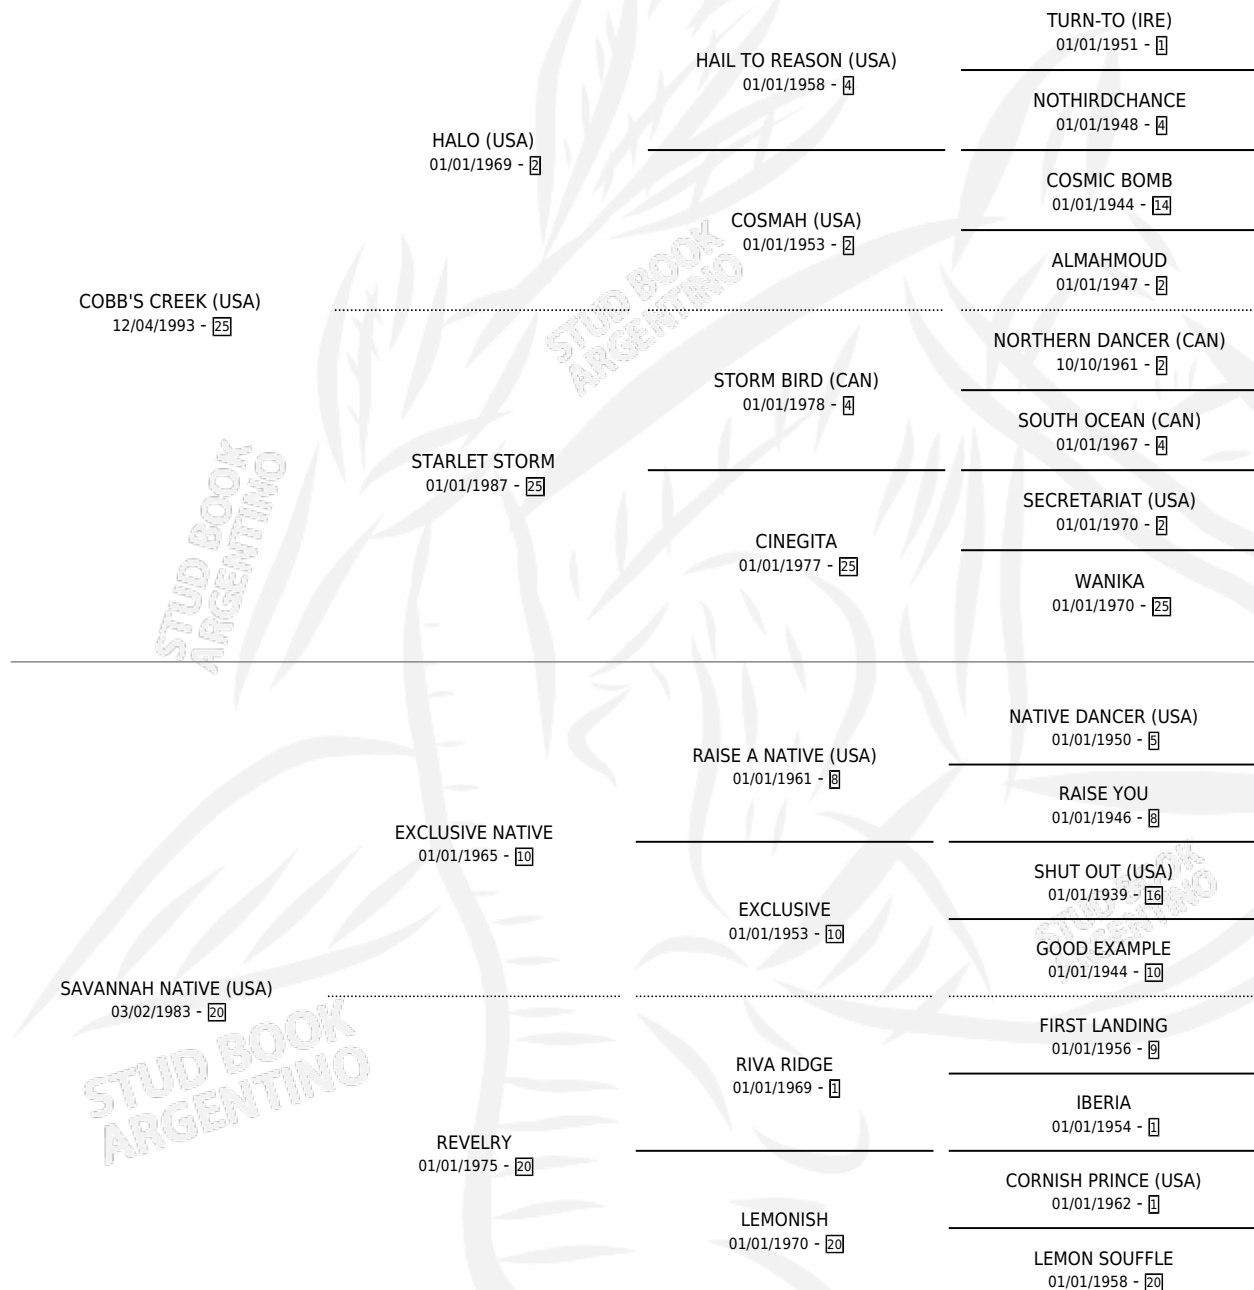 COBB'S CREEK (USA)
12/04/1993 - 25
HALO (USA)
01/01/1969 - 2
HAIL TO REASON (USA)
01/01/1958 - 4
TURN-TO (IRE)
01/01/1951 - 1
NOTHIRDCHANCE
01/01/1948 - 4
COSMAH (USA)
01/01/1953 - 2
COSMIC BOMB
01/01/1944 - 14
ALMAHMOUD
01/01/1947 - 2
STARLET STORM
01/01/1987 - 25
STORM BIRD (CAN)
01/01/1978 - 4
NORTHERN DANCER (CAN)
10/10/1961 - 2
SOUTH OCEAN (CAN)
01/01/1967 - 4
CINEGITA
01/01/1977 - 25
SECRETARIAT (USA)
01/01/1970 - 2
WANIKA
01/01/1970 - 25
SAVANNAH NATIVE (USA)
03/02/1983 - 20
EXCLUSIVE NATIVE
01/01/1965 - 10
RAISE A NATIVE (USA)
01/01/1961 - 8
NATIVE DANCER (USA)
01/01/1950 - 5
RAISE YOU
01/01/1946 - 8
EXCLUSIVE
01/01/1953 - 10
SHUT OUT (USA)
01/01/1939 - 16
GOOD EXAMPLE
01/01/1944 - 10
REVELRY
01/01/1975 - 20
RIVA RIDGE
01/01/1969 - 1
FIRST LANDING
01/01/1956 - 9
IBERIA
01/01/1954 - 1
LEMONISH
01/01/1970 - 20
CORNISH PRINCE (USA)
01/01/1962 - 1
LEMON SOUFFLE
01/01/1958 - 20
STUD BOOK
ARGENTINO
STUD BOOK
ARGENTINO
STUD BOOK
ARGENTINO
STUD BOOK
ARGENTINO